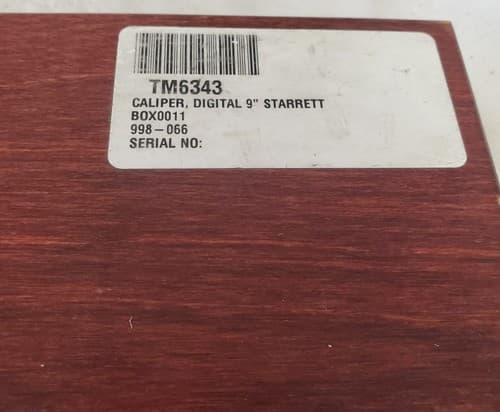 TM6343
CALIPER, DIGITAL 9" STARRETT
BOX0011
998-066
SERIAL NO: